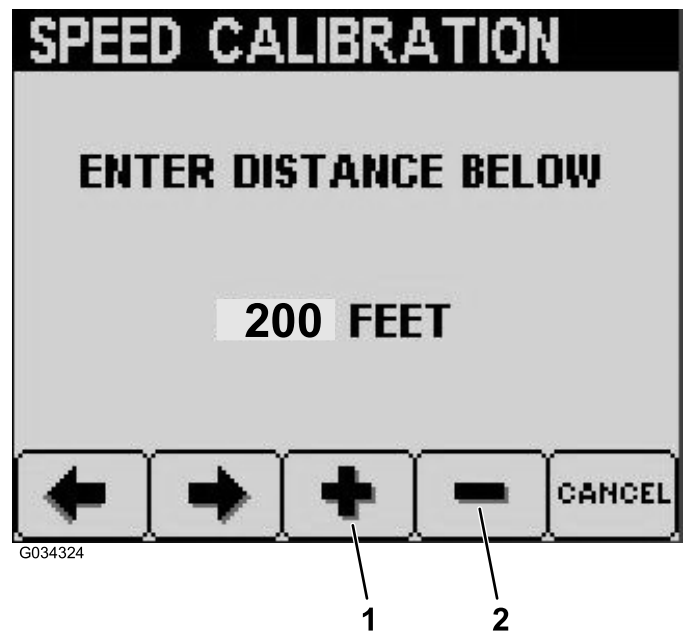 SPEED CALIBRATION
ENTER DISTANCE BELOW
200 FEET
CANCEL
G034324
1 2